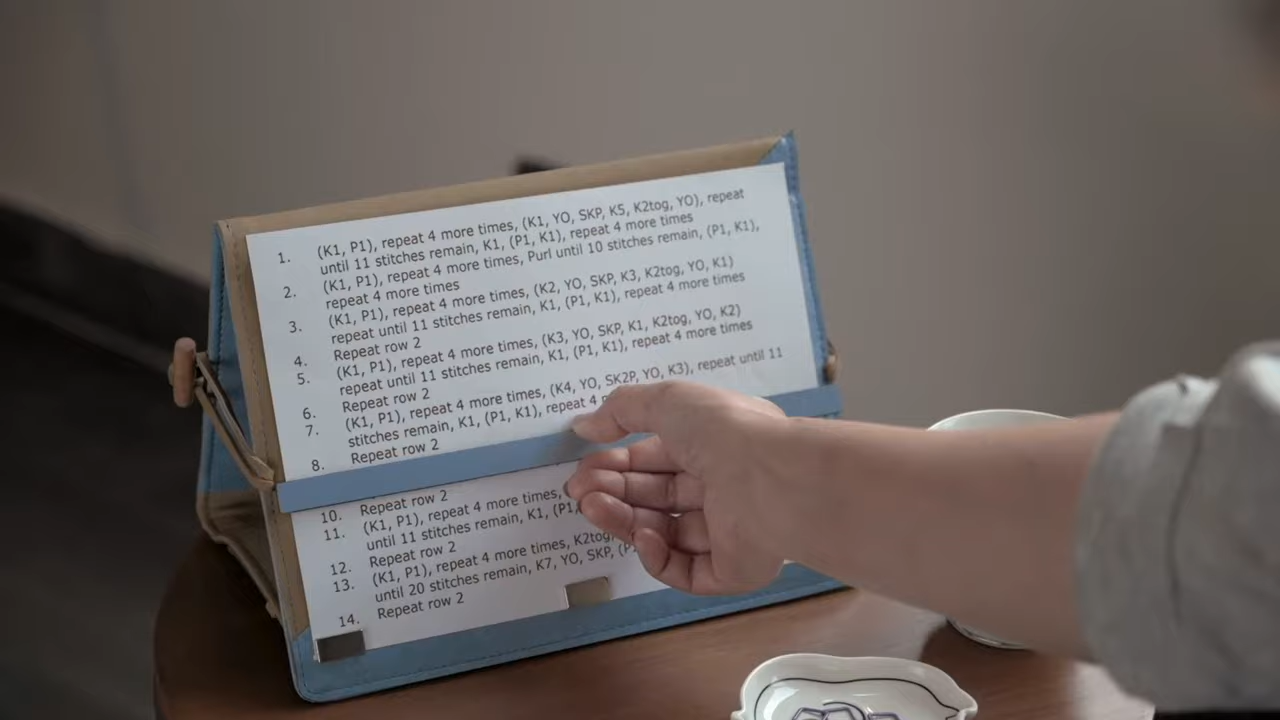 1. (K1, P1), repeat 4 more times, (K1, YO, SKP, K5, K2tog, YO), repeat
until 11 stitches remain, K1, (P1, K1), repeat 4 more times
2. (K1, P1), repeat 4 more times, Purl until 10 stitches remain, (P1, K1),
repeat 4 more times
3. (K1, P1), repeat 4 more times, (K2, YO, SKP, K3, K2tog, YO, K1)
repeat until 11 stitches remain, K1, (P1, K1), repeat 4 more times
4. Repeat row 2
5. (K1, P1), repeat 4 more times, (K3, YO, SKP, K1, K2tog, YO, K2)
repeat until 11 stitches remain, K1, (P1, K1), repeat 4 more times
6. Repeat row 2
7. (K1, P1), repeat 4 more times, (K4, YO, SK2P, YO, K3), repeat until 11
stitches remain, K1, (P1, K1), repeat 4
8. Repeat row 2
10. Repeat row 2
11. (K1, P1), repeat 4 more times,
until 11 stitches remain, K1, (P1,
12. Repeat row 2
13. (K1, P1), repeat 4 more times, K2tog,
until 20 stitches remain, K7, YO, SKP,
14. Repeat row 2